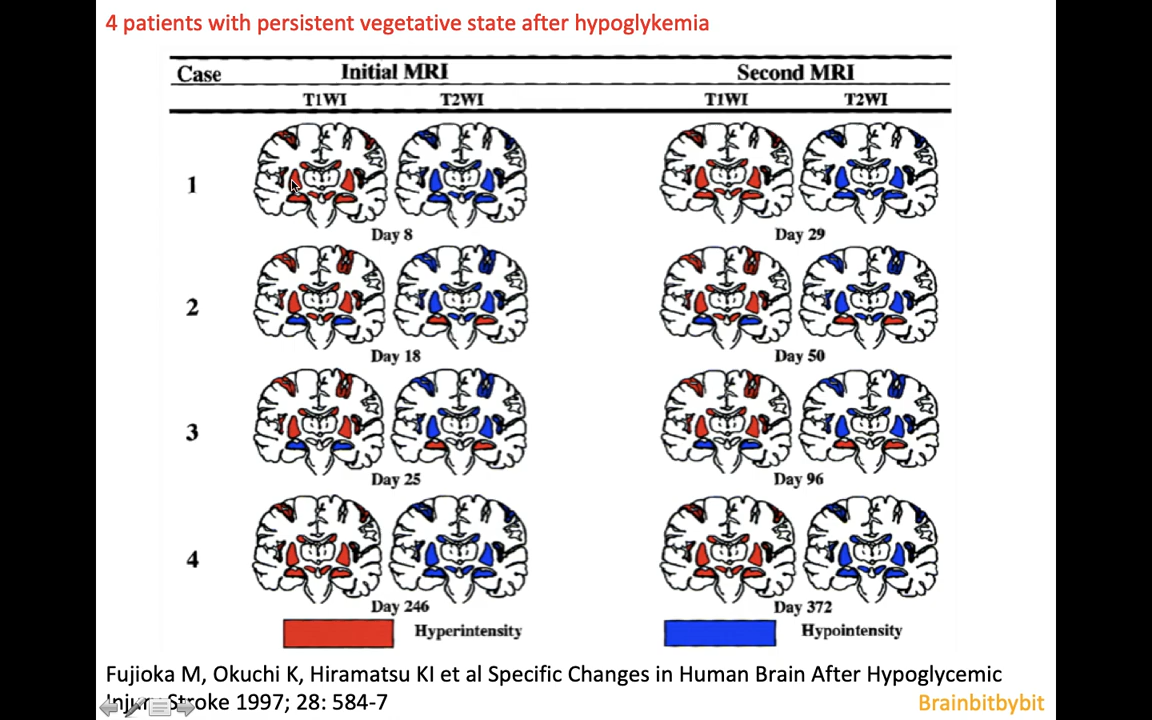 4 patients with persistent vegetative state after hypoglykemia
Case Initial MRI Second MRI
T1WI T2WI T1WI T2WI
1
Day 8 Day 29
2
Day 18 Day 50
3
Day 25 Day 96
4
Day 246 Day 372
Hyperintensity Hypointensity
Fujioka M, Okuchi K, Hiramatsu KI et al Specific Changes in Human Brain After Hypoglycemic
Injury Stroke 1997; 28: 584-7
Brainbitbybit